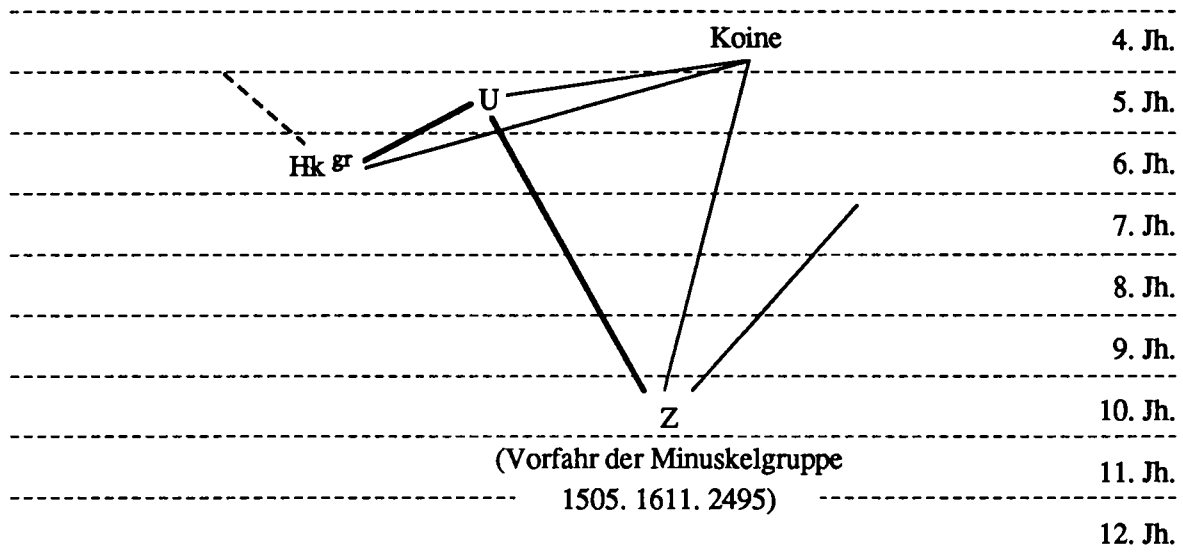 Koine 4. Jh.
U 5. Jh.
Hk gr 6. Jh.
7. Jh.
8. Jh.
9. Jh.
Z 10. Jh.
(Vorfahr der Minuskelgruppe 11. Jh.
1505. 1611. 2495)
12. Jh.